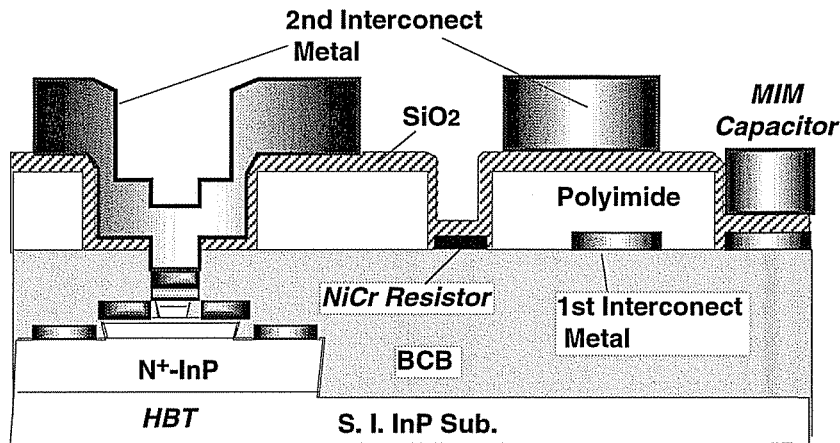 2nd Interconect
Metal
SiO2
MIM
Capacitor
Polyimide
NiCr Resistor
1st Interconect
Metal
BCB
N+-InP
HBT
S. I. InP Sub.